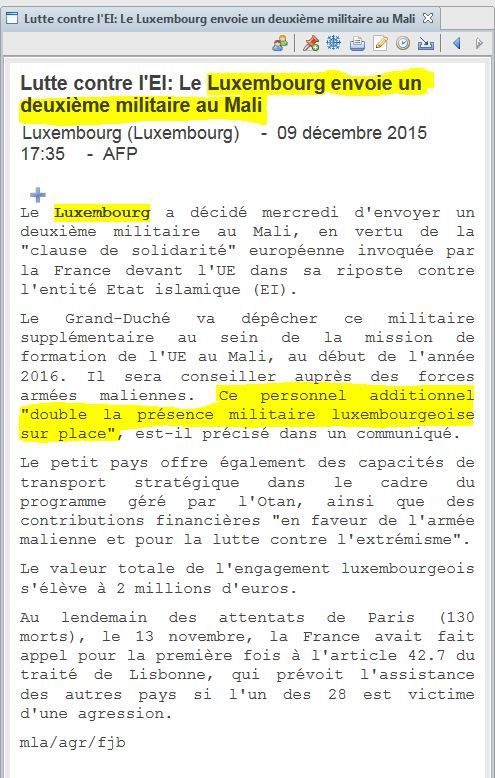 Lutte contre l'EI: Le Luxembourg envoie un deuxième militaire au Mali
Lutte contre l'EI: Le Luxembourg envoie un
deuxième militaire au Mali
Luxembourg (Luxembourg) - 09 décembre 2015
17:35 - AFP
Le Luxembourg a décidé mercredi d'envoyer un
deuxième militaire au Mali, en vertu de la
"clause de solidarité" européenne invoquée par
la France devant l'UE dans sa riposte contre
l'entité Etat islamique (EI).
Le Grand-Duché va dépêcher ce militaire
supplémentaire au sein de la mission de
formation de l'UE au Mali, au début de l'année
2016. Il sera conseiller auprès des forces
armées maliennes. Ce personnel additionnel
"double la présence militaire luxembourgeoise
sur place", est-il précisé dans un communiqué.
Le petit pays offre également des capacités de
transport stratégique dans le cadre du
programme géré par l'Otan, ainsi que des
contributions financières "en faveur de l'armée
malienne et pour la lutte contre l'extrémisme".
Le valeur totale de l'engagement luxembourgeois
s'élève à 2 millions d'euros.
Au lendemain des attentats de Paris (130
morts), le 13 novembre, la France avait fait
appel pour la première fois à l'article 42.7 du
traité de Lisbonne, qui prévoit l'assistance
des autres pays si l'un des 28 est victime
d'une agression.
mla/agr/fjb